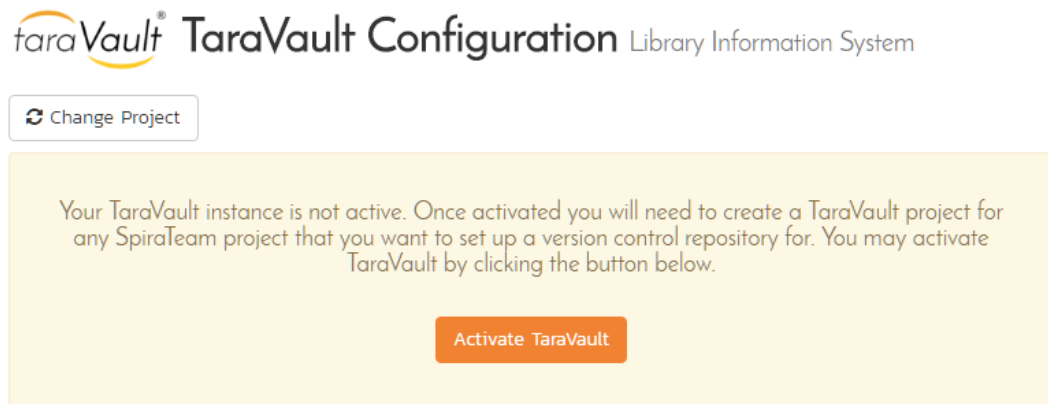 taraVault® TaraVault Configuration Library Information System
Change Project
Your TaraVault instance is not active. Once activated you will need to create a TaraVault project for
any SpiraTeam project that you want to set up a version control repository for. You may activate
TaraVault by clicking the button below.
Activate TaraVault